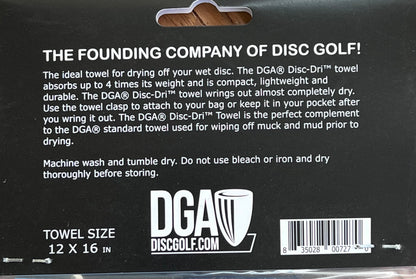 THE FOUNDING COMPANY OF DISC GOLF!
The ideal towel for drying off your wet disc. The DGA® Disc-Dri™ towel
absorbs up to 4 times its weight and is compact, lightweight and
durable. The DGA® Disc-Dri™ towel wrings out almost completely dry.
Use the towel clasp to attach to your bag or keep it in your pocket after
you wring it out. The DGA® Disc-Dri™ Towel is the perfect complement
to the DGA® standard towel used for wiping off muck and mud prior to
drying.
Machine wash and tumble dry. Do not use bleach or iron and dry
thoroughly before storing.
DGA
DISCGOLF.COM
TOWEL SIZE
12 X 16 IN
8 35028 00727 0